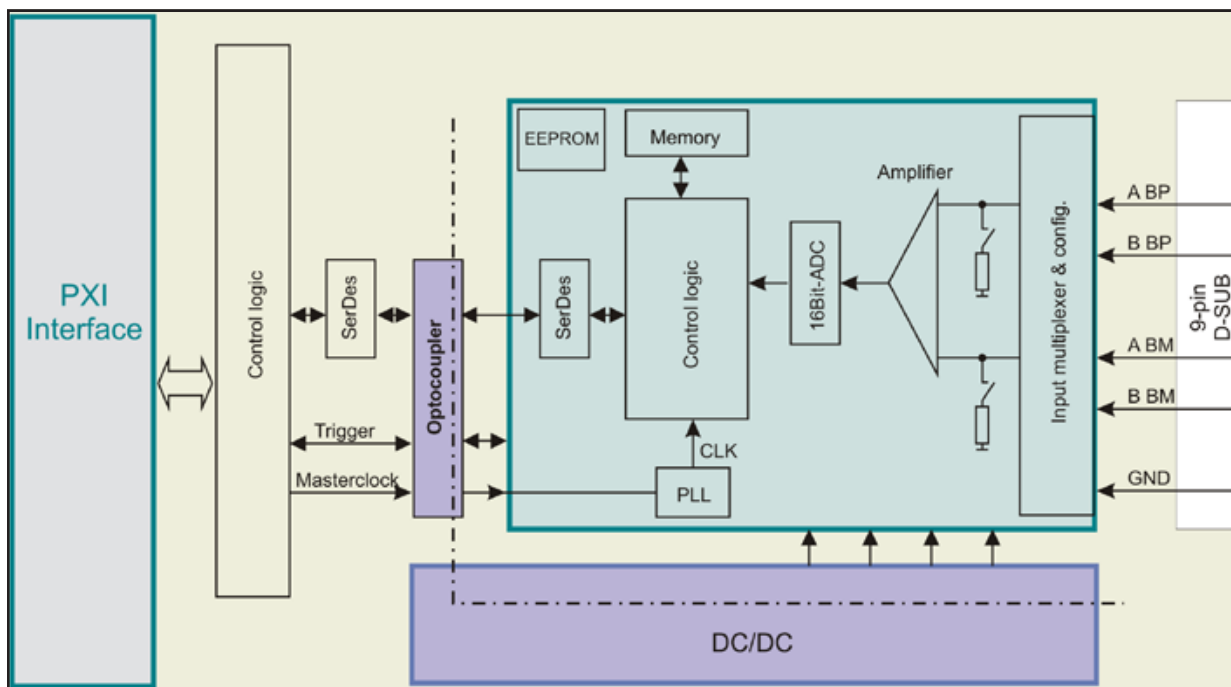 PXI
Interface
Control logic
SerDes
Trigger
Masterclock
Optocoupler
EEPROM
Memory
SerDes
Control logic
CLK
PLL
16Bit-ADC
Amplifier
Input multiplexer & config.
A BP
B BP
A BM
B BM
GND
9-pin
D-SUB
DC/DC